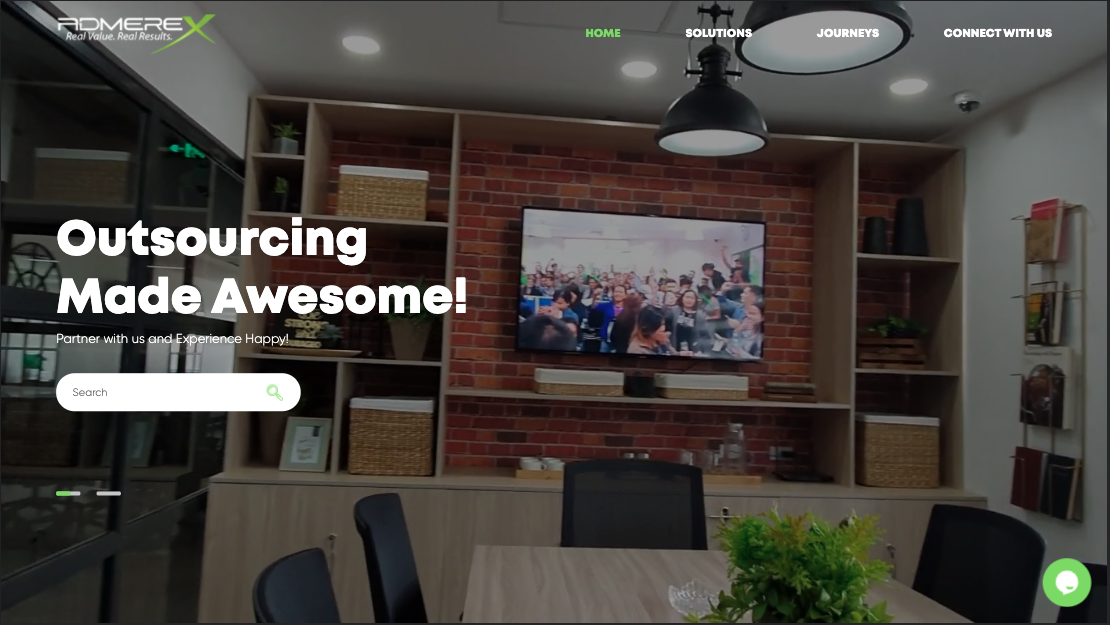 ADMEREX
Real Value. Real Results.
HOME
SOLUTIONS
JOURNEYS
CONNECT WITH US
Outsourcing
Made Awesome!
Partner with us and Experience Happy!
Search